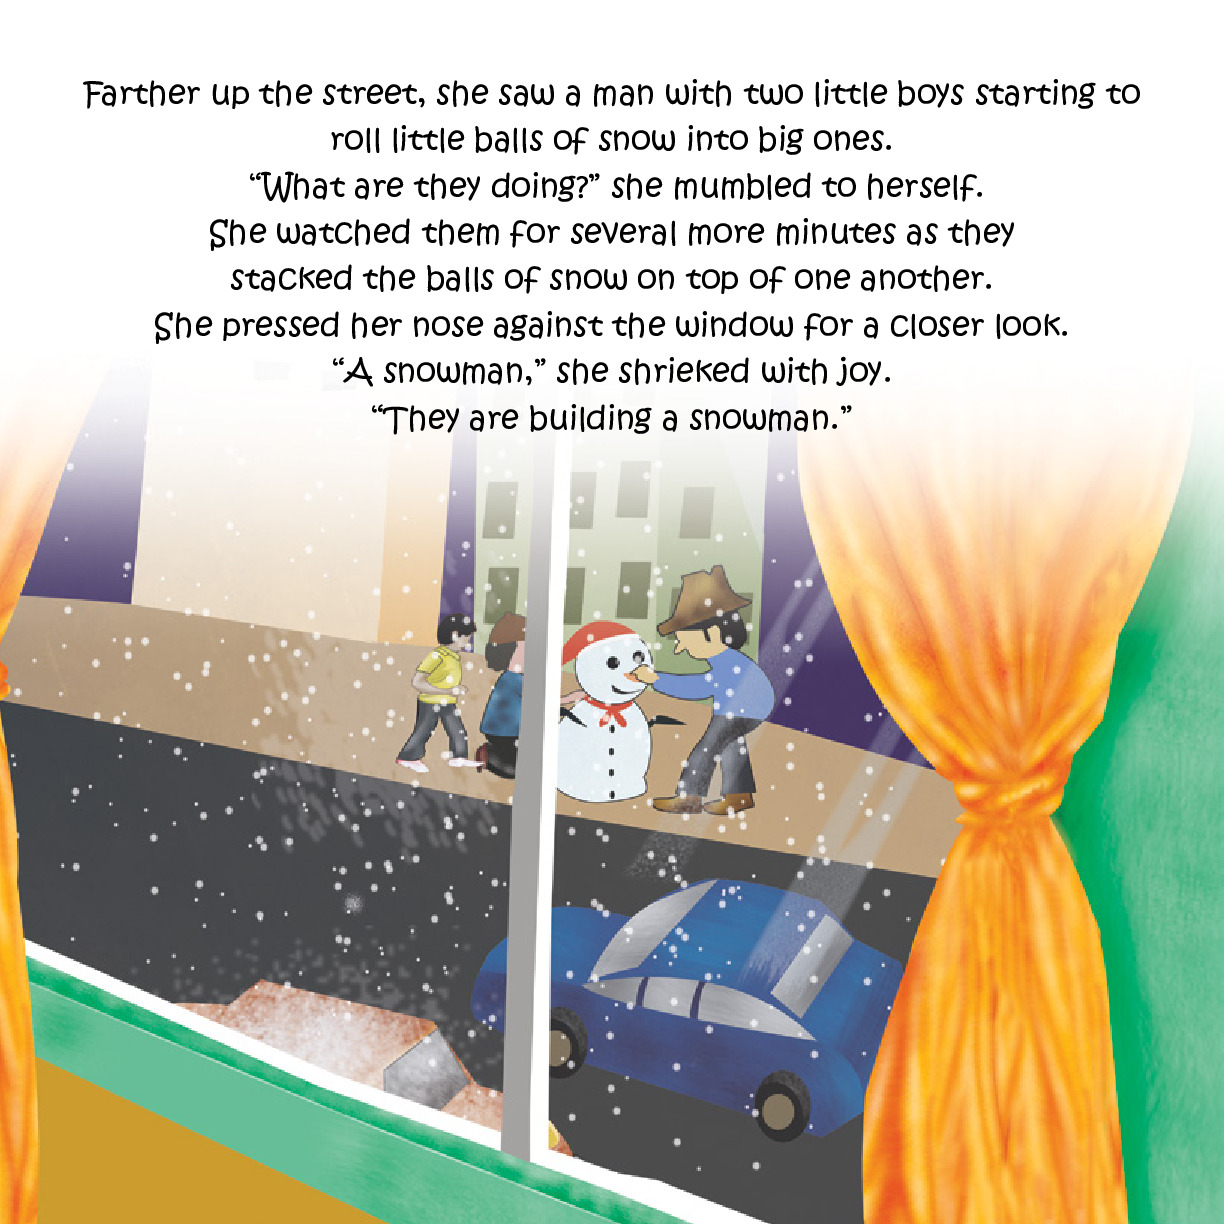 Farther up the street, she saw a man with two little boys starting to
roll little balls of snow into big ones.
“What are they doing?” she mumbled to herself.
She watched them for several more minutes as they
stacked the balls of snow on top of one another.
She pressed her nose against the window for a closer look.
“A snowman,” she shrieked with joy.
“They are building a snowman.”